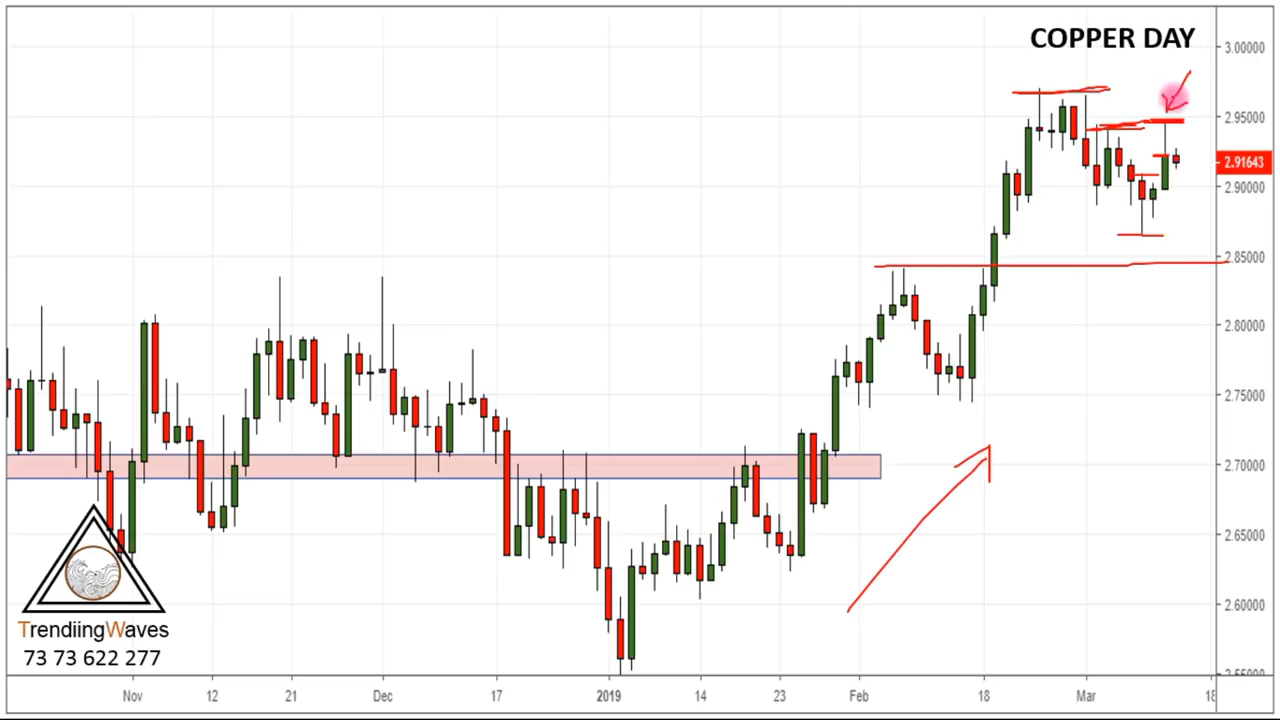 COPPER DAY
3.00000
2.95000
2.91643
2.90000
2.85000
2.80000
2.75000
2.70000
2.65000
2.60000
TrendiingWaves
73 73 622 277
Nov 12 21 Dec 17 2019 14 23 Feb 18 Mar 18